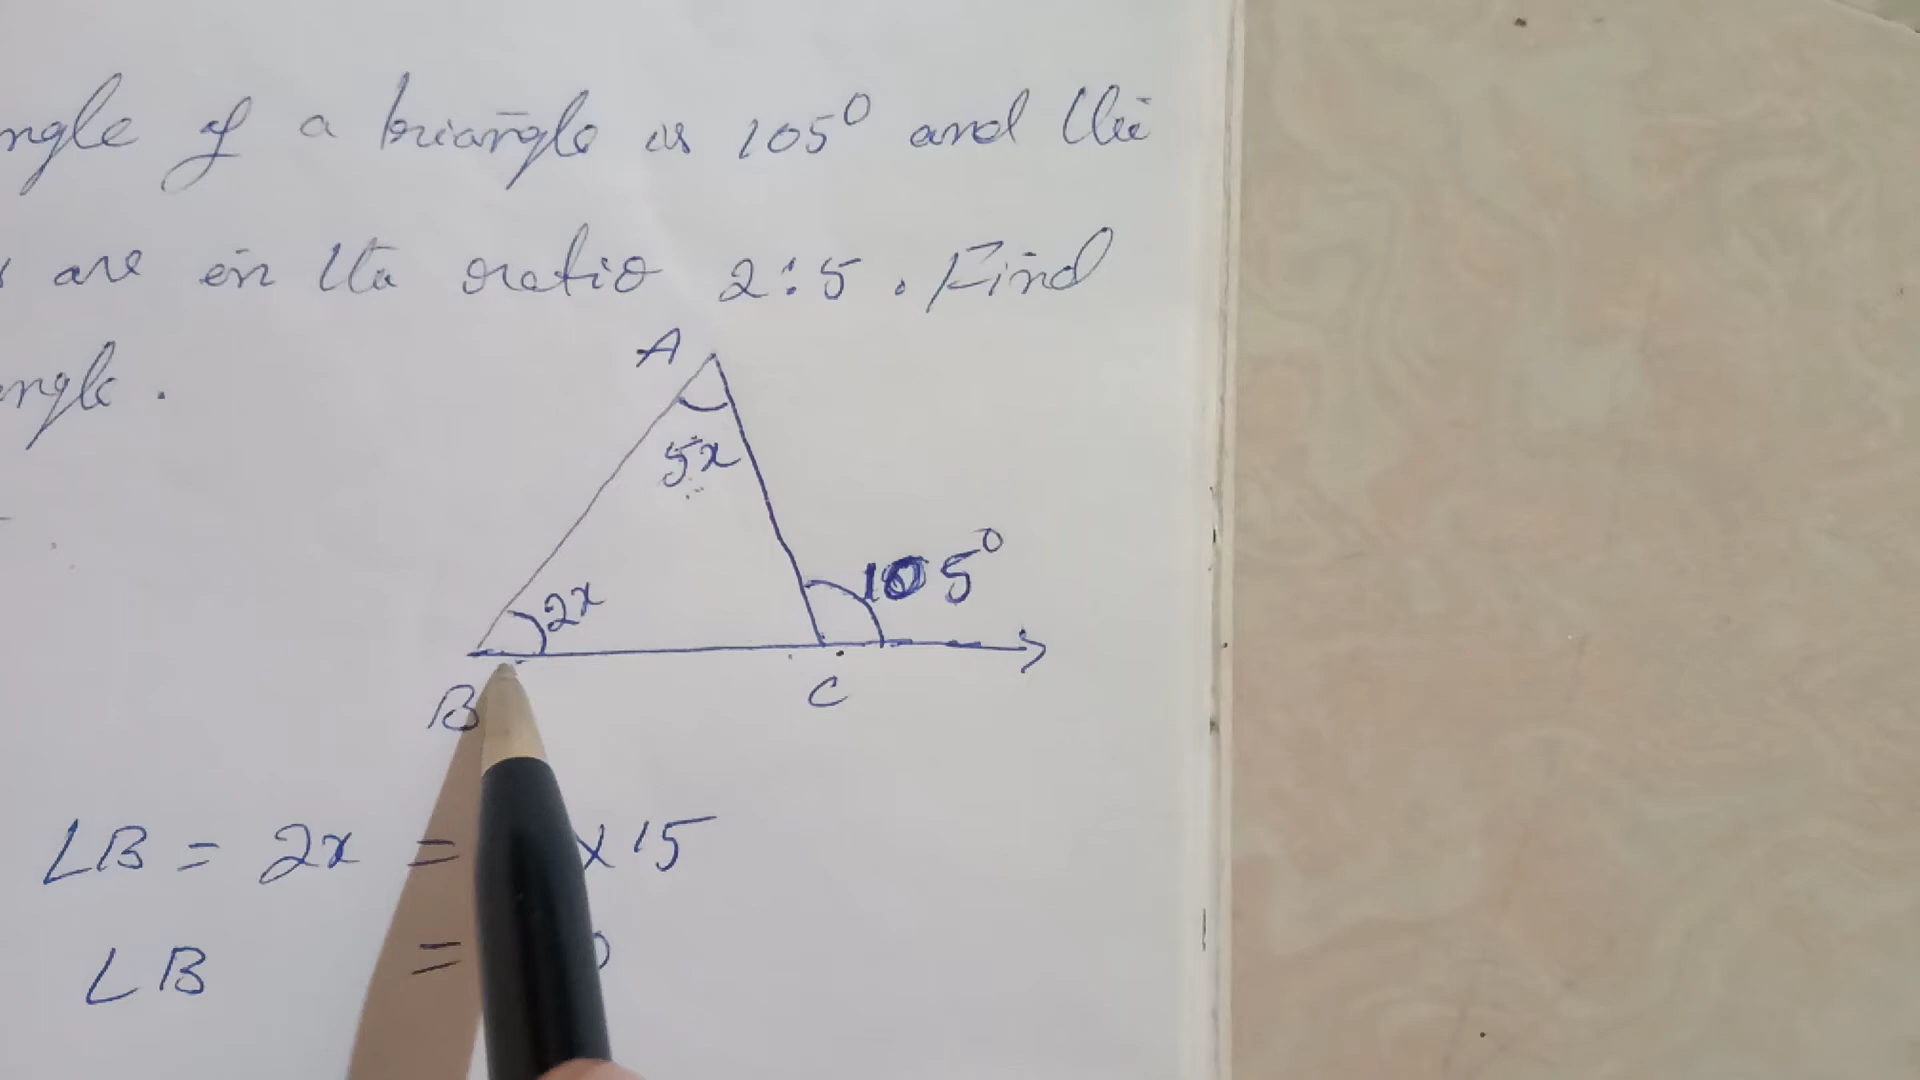 ngle of a triangle is 105° and the
are in the ratio 2:5. Find
ngle.
A
5x
105°
2x
B
C
∠B = 2x = x 15
∠B =